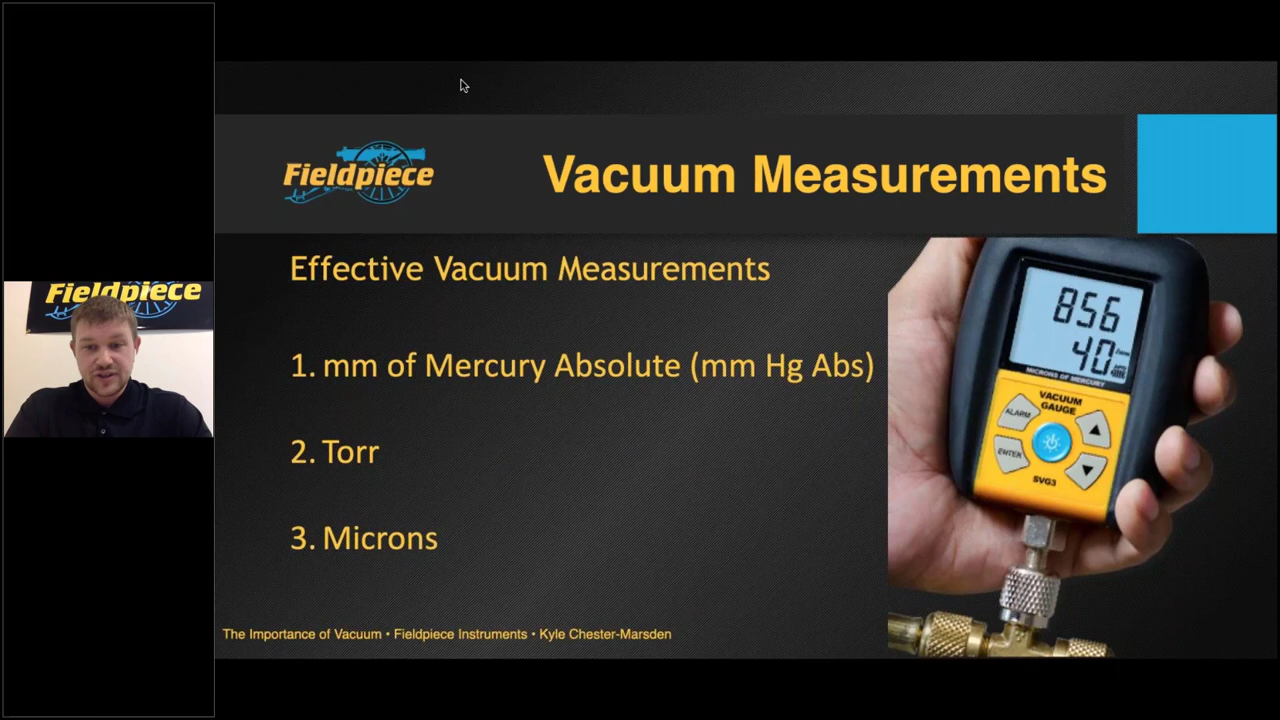 Fieldpiece
Vacuum Measurements
Effective Vacuum Measurements
1. mm of Mercury Absolute (mm Hg Abs)
2. Torr
3. Microns
The Importance of Vacuum • Fieldpiece Instruments • Kyle Chester-Marsden
856
40
MICRONS OF MERCURY
VACUUM
GAUGE
ALARM
ENTER
SVG3
Fieldpiece